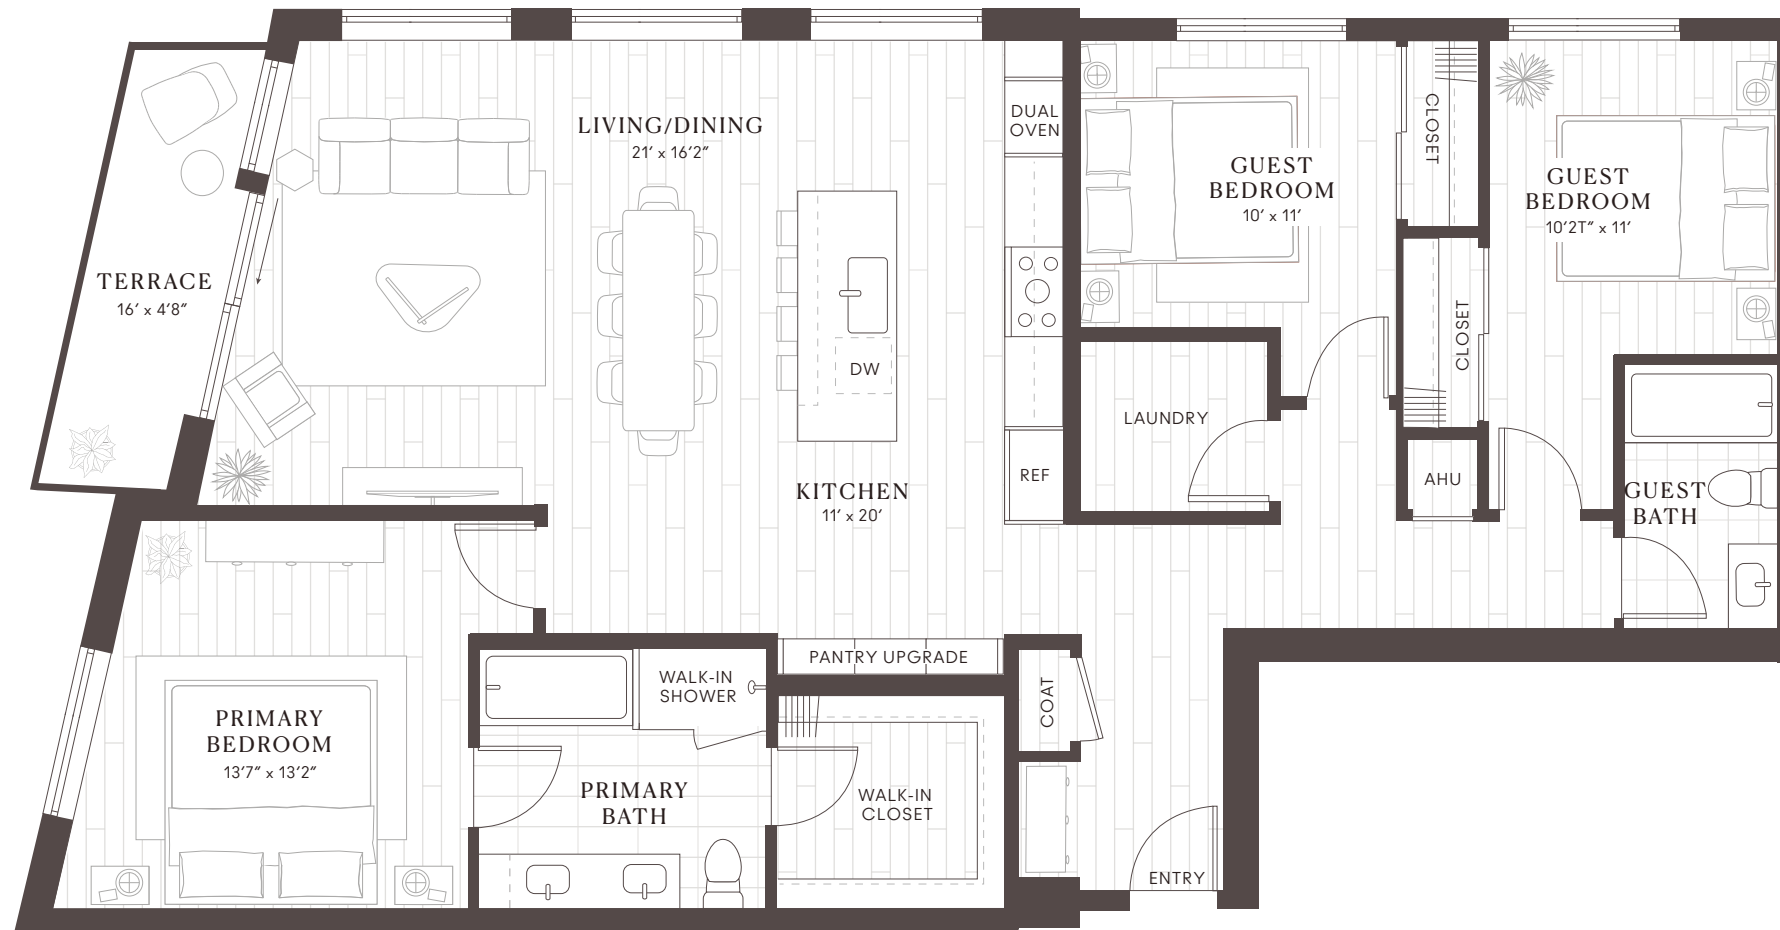 LIVING/DINING
21′ x 16′2″
DUAL
OVEN
GUEST
BEDROOM
10′ x 11′
CLOSET
GUEST
BEDROOM
10′2T″ x 11′
TERRACE
16′ x 4′8″
CLOSET
DW
LAUNDRY
REF
AHU
KITCHEN
11′ x 20′
GUEST
BATH
PANTRY UPGRADE
WALK-IN
SHOWER
COAT
PRIMARY
BEDROOM
13′7″ x 13′2″
PRIMARY
BATH
WALK-IN
CLOSET
ENTRY